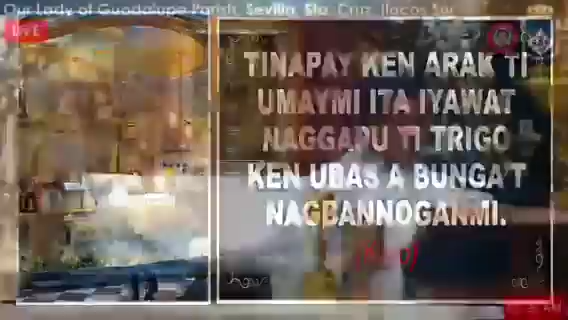 Our Lady of Guadalupe Parish, Sevilla, Sta. Cruz, Ilocos Sur
LIVE
TINAPAY KEN ARAK TI
UMAYMI ITA IYAWAT
NAGGAPU TI TRIGO
KEN UBAS A BUNGA'T
NAGBANNOGANMI.